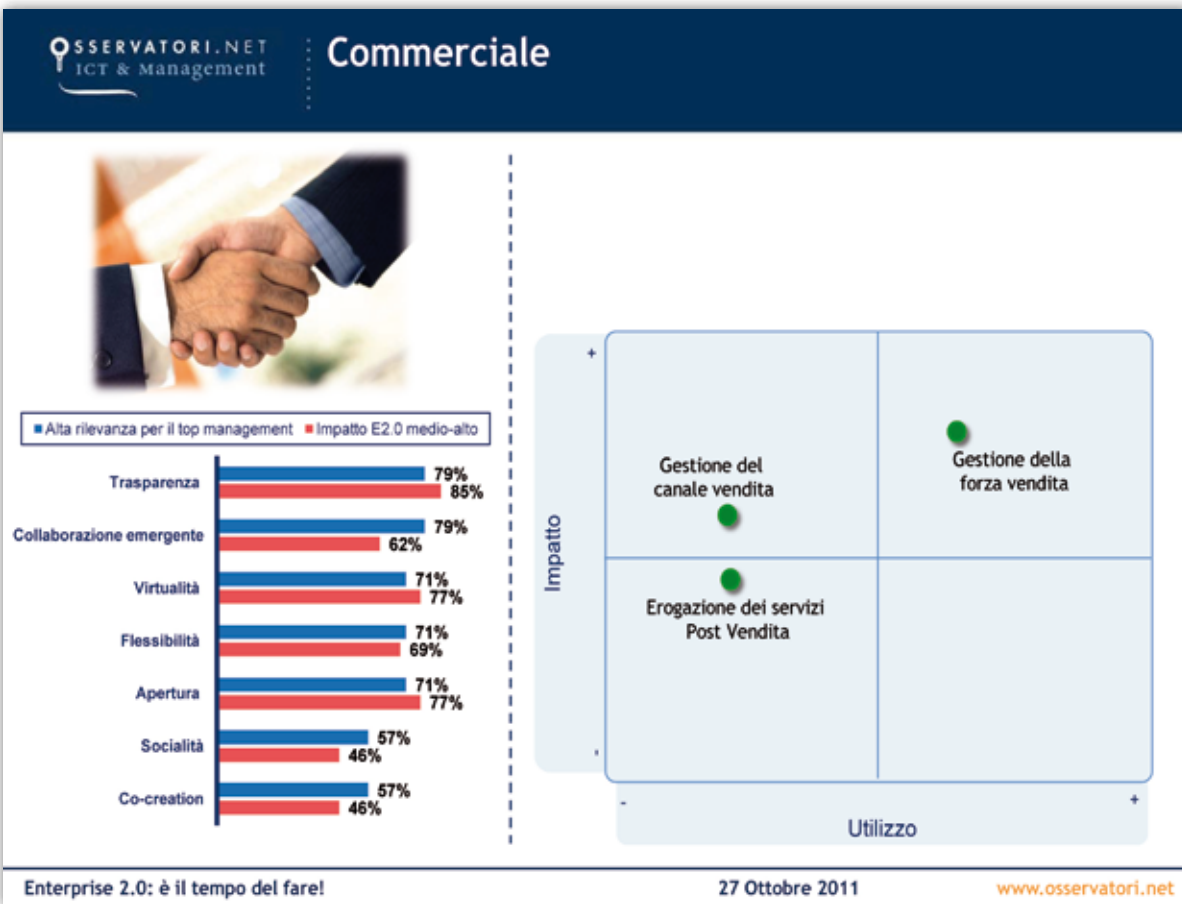 OSSERVATORI.NET
ICT & Management
Commerciale
Alta rilevanza per il top management
Impatto E2.0 medio-alto
Trasparenza
79%
85%
Collaborazione emergente
79%
62%
Virtualità
71%
77%
Flessibilità
71%
69%
Apertura
71%
77%
Socialità
57%
46%
Co-creation
57%
46%
+
Impatto
-
Gestione del
canale vendita
Gestione della
forza vendita
Erogazione dei servizi
Post Vendita
-
+
Utilizzo
Enterprise 2.0: è il tempo del fare!
27 Ottobre 2011
www.osservatori.net